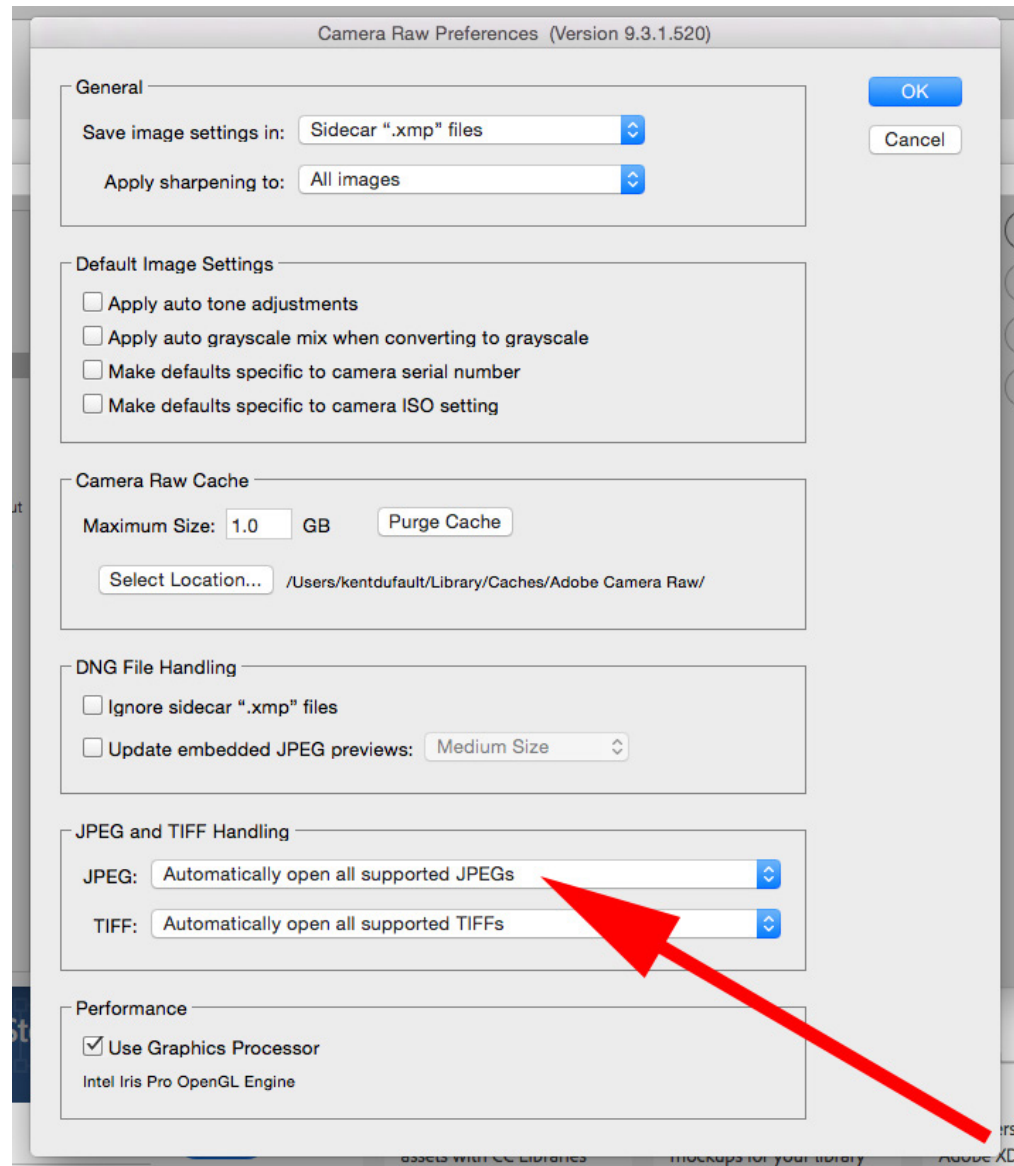 Camera Raw Preferences (Version 9.3.1.520)
General
OK
Save image settings in: Sidecar “.xmp” files
Cancel
Apply sharpening to: All images
Default Image Settings
Apply auto tone adjustments
Apply auto grayscale mix when converting to grayscale
Make defaults specific to camera serial number
Make defaults specific to camera ISO setting
Camera Raw Cache
Maximum Size: 1.0 GB Purge Cache
Select Location... /Users/kentdufault/Library/Caches/Adobe Camera Raw/
DNG File Handling
Ignore sidecar “.xmp” files
Update embedded JPEG previews: Medium Size
JPEG and TIFF Handling
JPEG: Automatically open all supported JPEGs
TIFF: Automatically open all supported TIFFs
Performance
Use Graphics Processor
Intel Iris Pro OpenGL Engine
assets with CC Libraries mockups for your library Adobe XD